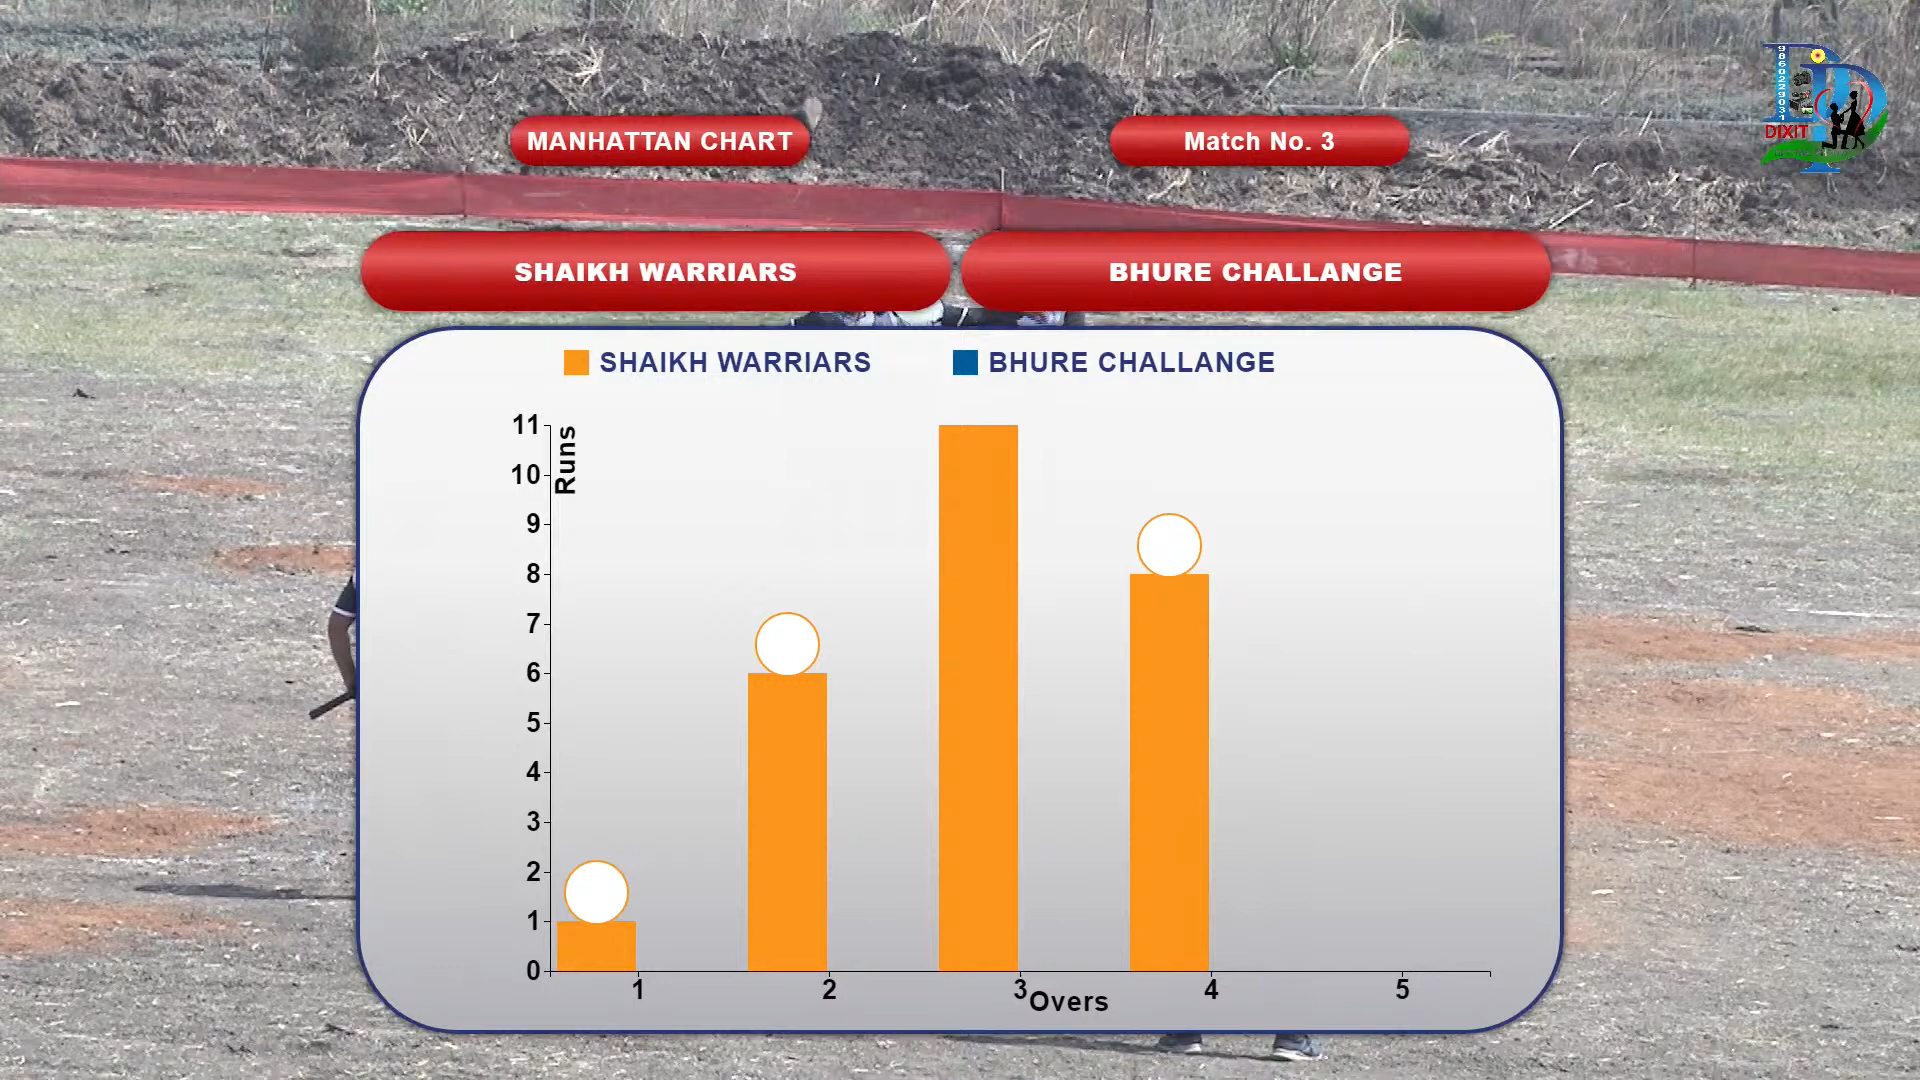 MANHATTAN CHART
Match No. 3
9860229031
DIXIT
SHAIKH WARRIARS
BHURE CHALLANGE
SHAIKH WARRIARS
BHURE CHALLANGE
Runs
11
10
9
8
7
6
5
4
3
2
1
0
1
2
3
4
5
Overs